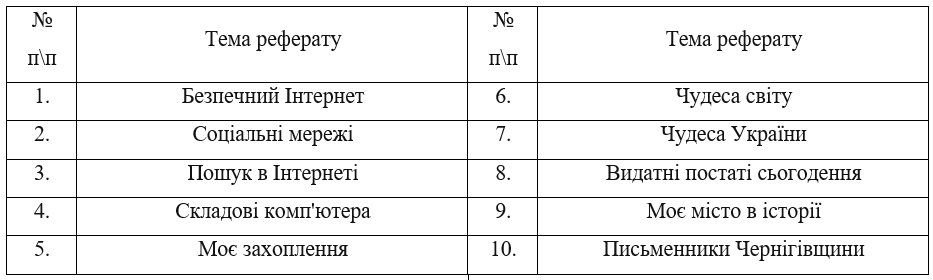 № п\п Тема реферату № п\п Тема реферату
1. Безпечний Інтернет 6. Чудеса світу
2. Соціальні мережі 7. Чудеса України
3. Пошук в Інтернеті 8. Видатні постаті сьогодення
4. Складові комп'ютера 9. Моє місто в історії
5. Моє захоплення 10. Письменники Чернігівщини